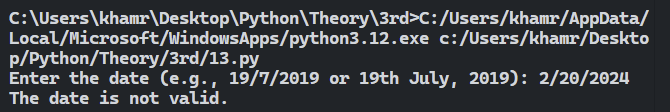 C:\Users\khamr\Desktop\Python\Theory\3rd>C:/Users/khamr/AppData/
Local/Microsoft/WindowsApps/python3.12.exe c:/Users/khamr/Deskto
p/Python/Theory/3rd/13.py
Enter the date (e.g., 19/7/2019 or 19th July, 2019): 2/20/2024
The date is not valid.